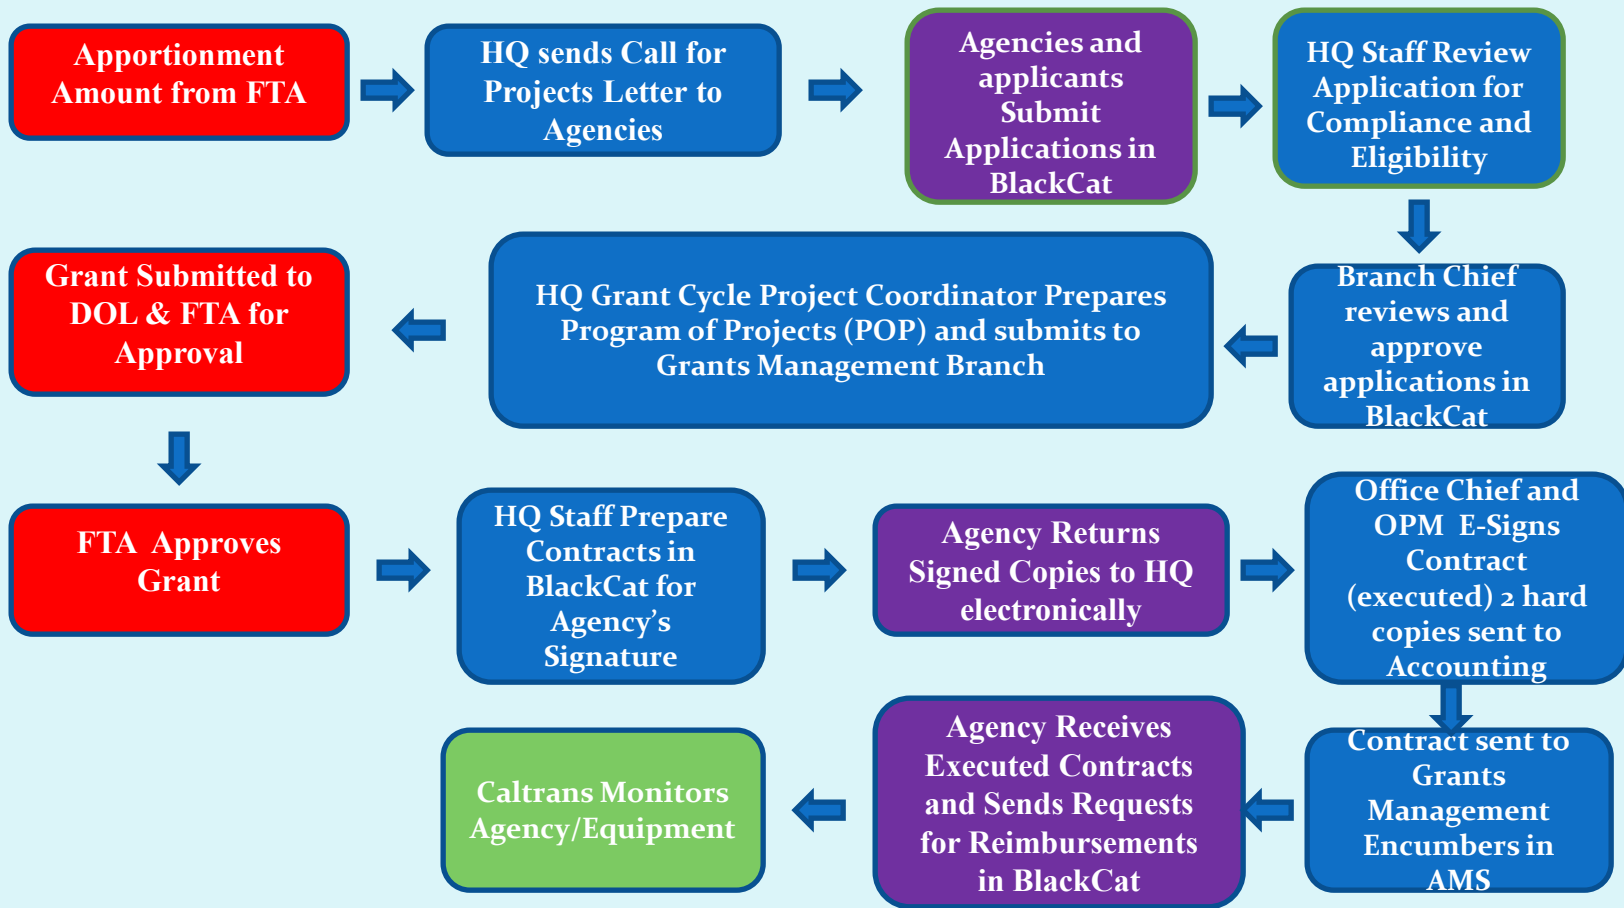 Apportionment
Amount from FTA
HQ sends Call for
Projects Letter to
Agencies
Agencies and
applicants
Submit
Applications in
BlackCat
HQ Staff Review
Application for
Compliance and
Eligibility
Branch Chief
reviews and
approve
applications in
BlackCat
HQ Grant Cycle Project Coordinator Prepares
Program of Projects (POP) and submits to
Grants Management Branch
Grant Submitted to
DOL & FTA for
Approval
FTA Approves
Grant
HQ Staff Prepare
Contracts in
BlackCat for
Agency’s
Signature
Agency Returns
Signed Copies to HQ
electronically
Office Chief and
OPM E-Signs
Contract
(executed) 2 hard
copies sent to
Accounting
Contract sent to
Grants
Management
Encumbers in
AMS
Agency Receives
Executed Contracts
and Sends Requests
for Reimbursements
in BlackCat
Caltrans Monitors
Agency/Equipment